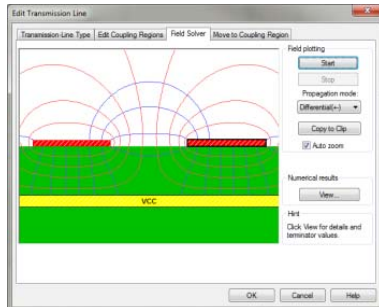 Edit Transmission Line
Transmission-Line Type
Edit Coupling Regions
Field Solver
Move to Coupling Region
Field plotting
Start
Stop
Propagation mode:
Differential(+-)
Copy to Clip
Auto zoom
VCC
Numerical results
View...
Hint
Click View for details and
terminator values.
OK
Cancel
Help